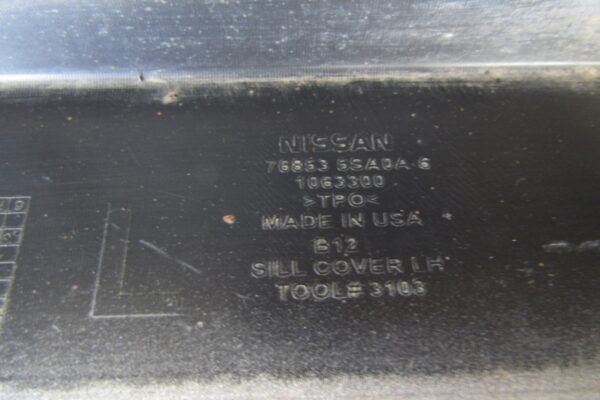 NISSAN
76853 5SA0A 6
1063300
>TPO<
MADE IN USA
B12
SILL COVER LH
TOOL# 3103
L